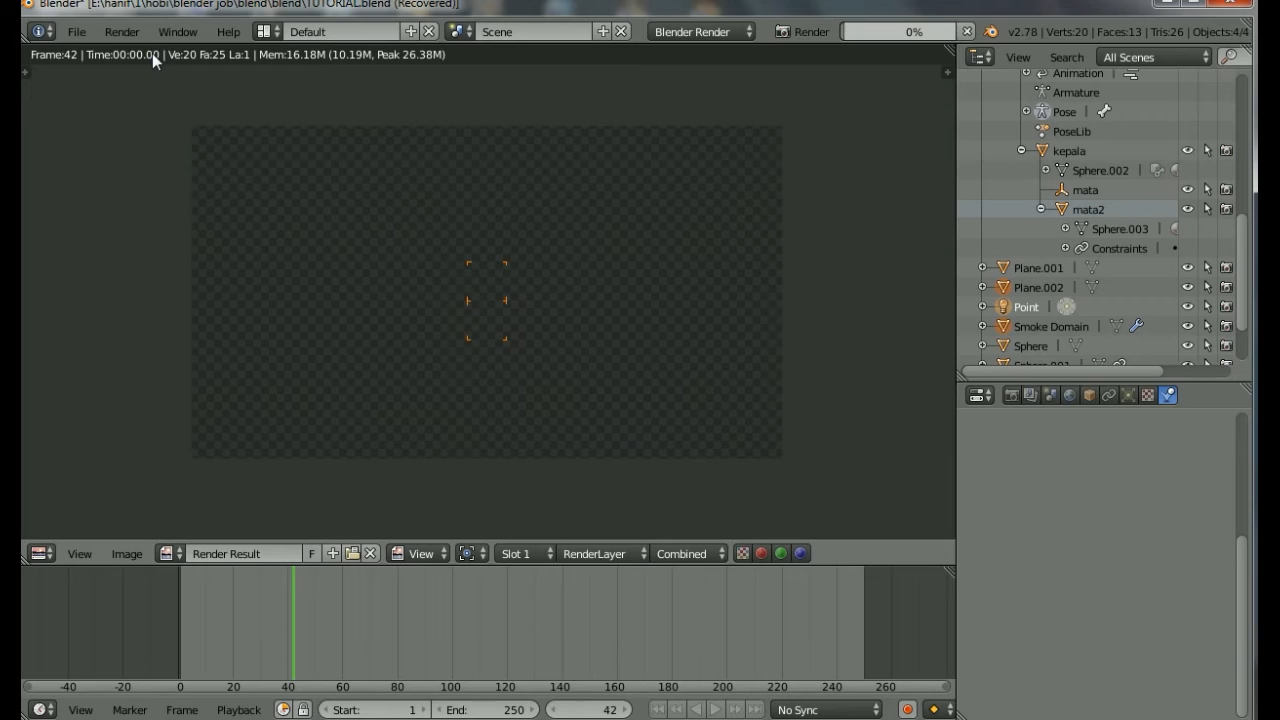 Blender* [E:\hanif\1\hobi\blender job\blend\blend\TUTORIAL.blend (Recovered)]
File Render Window Help Default Scene Blender Render Render 0% v2.78 | Verts:20 | Faces:13 | Tris:26 | Objects:4/4
Frame:42 | Time:00:00.00 | Ve:20 Fa:25 La:1 | Mem:16.18M (10.19M, Peak 26.38M)
View Search All Scenes
Animation
Armature
Pose
PoseLib
kepala
Sphere.002
mata
mata2
Sphere.003
Constraints
Plane.001
Plane.002
Point
Smoke Domain
Sphere
Sphere.001
View Image Render Result F View Slot 1 RenderLayer Combined
-40 -20 0 20 40 60 80 100 120 140 160 180 200 220 240 260
View Marker Frame Playback Start: 1 End: 250 42 No Sync